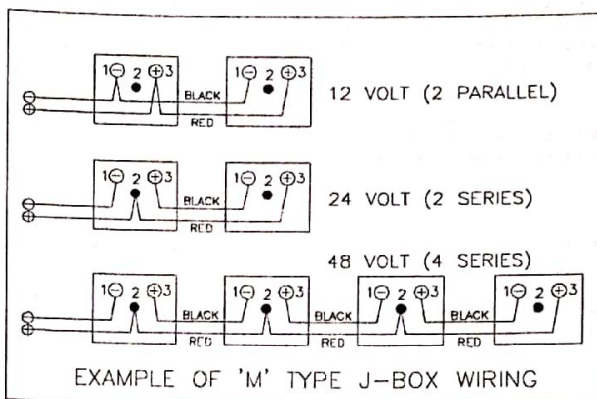 1⊖ 2 ⊕3 1⊖ 2 ⊕3
⊖ BLACK 12 VOLT (2 PARALLEL)
⊕ RED
1⊖ 2 ⊕3 1⊖ 2 ⊕3
⊖ BLACK 24 VOLT (2 SERIES)
⊕ RED
48 VOLT (4 SERIES)
1⊖ 2 ⊕3 1⊖ 2 ⊕3 1⊖ 2 ⊕3 1⊖ 2 ⊕3
⊖ BLACK BLACK BLACK
⊕ RED RED RED
EXAMPLE OF 'M' TYPE J-BOX WIRING